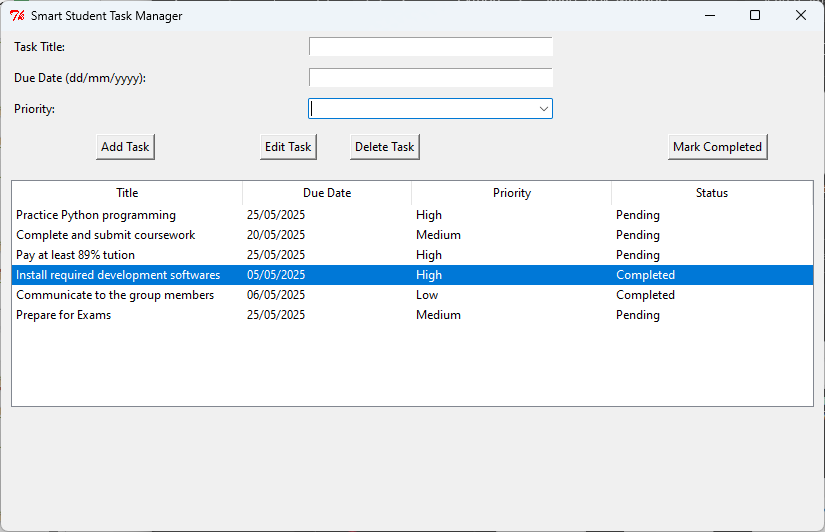 Smart Student Task Manager
Task Title:
Due Date (dd/mm/yyyy):
Priority:
Add Task Edit Task Delete Task Mark Completed
Title Due Date Priority Status
Practice Python programming 25/05/2025 High Pending
Complete and submit coursework 20/05/2025 Medium Pending
Pay at least 89% tution 25/05/2025 High Pending
Install required development softwares 05/05/2025 High Completed
Communicate to the group members 06/05/2025 Low Completed
Prepare for Exams 25/05/2025 Medium Pending